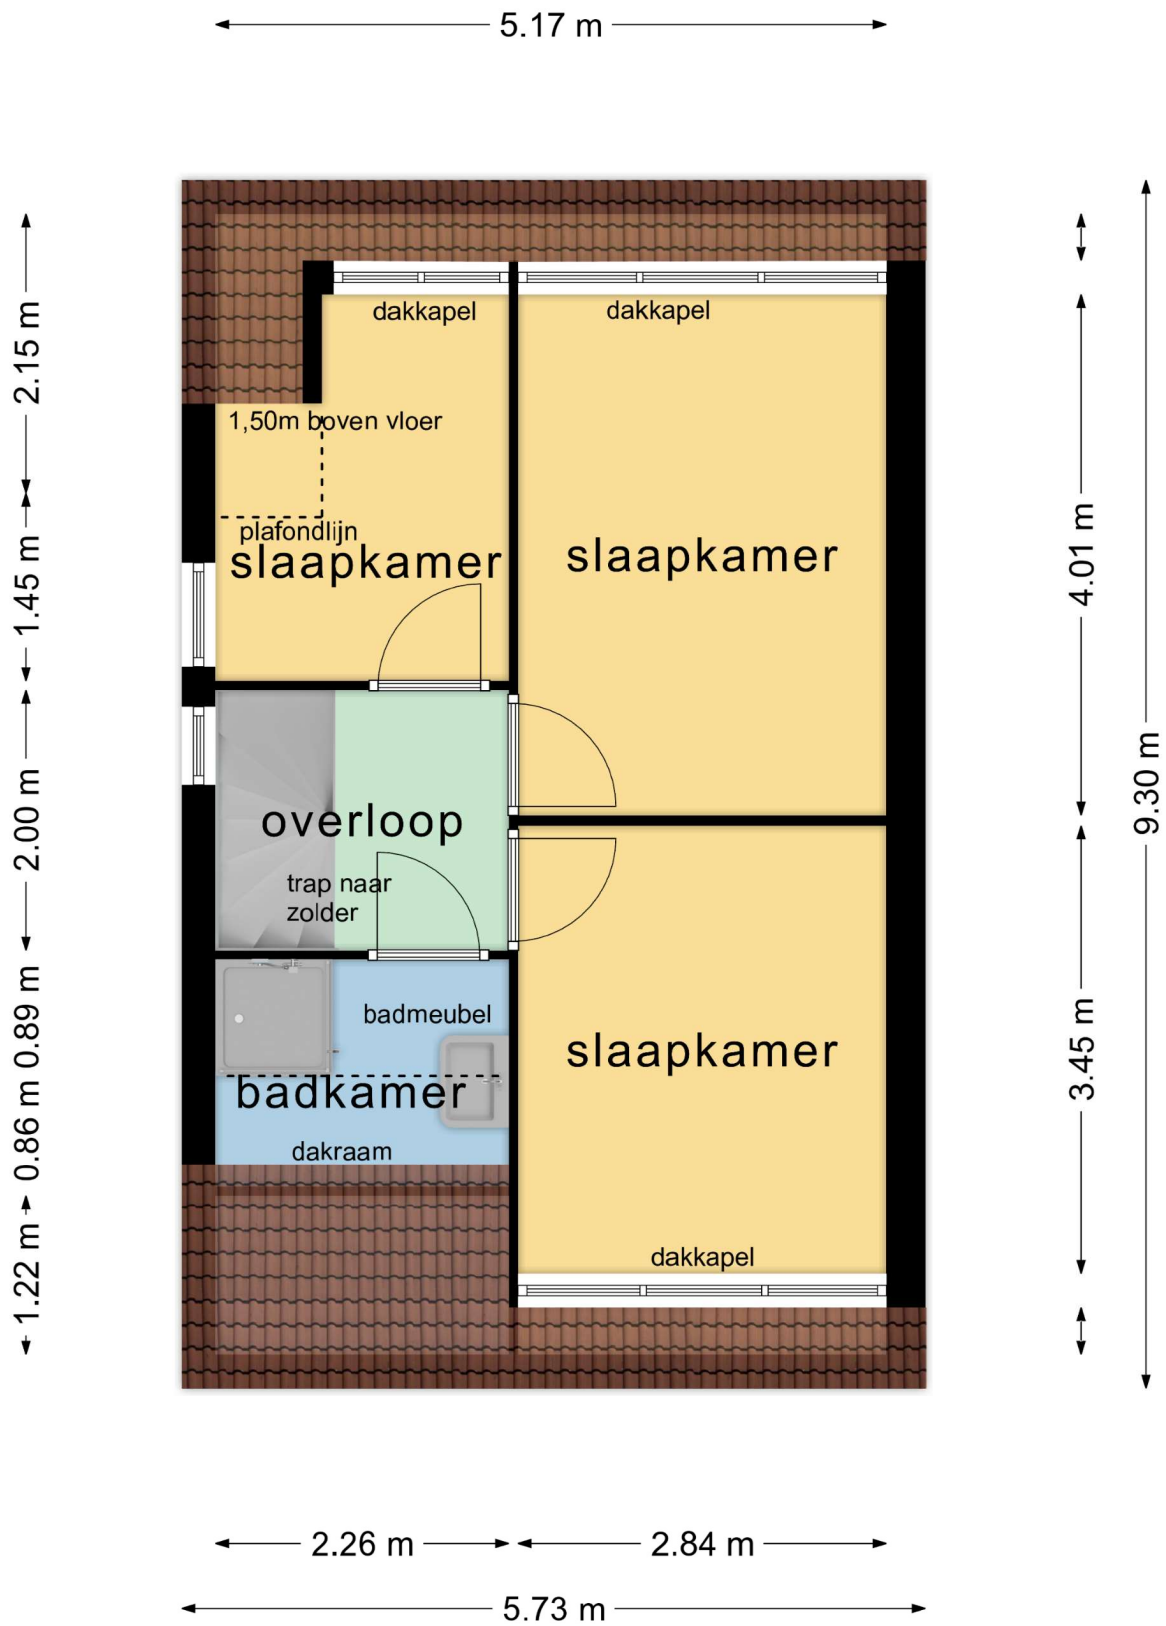 5.17 m
dakkapel
dakkapel
2.15 m
1,50m boven vloer
plafondlijn
slaapkamer
slaapkamer
1.45 m
4.01 m
9.30 m
2.00 m
overloop
trap naar
zolder
0.89 m
badmeubel
slaapkamer
3.45 m
0.86 m
badkamer
dakraam
1.22 m
dakkapel
2.26 m
2.84 m
5.73 m